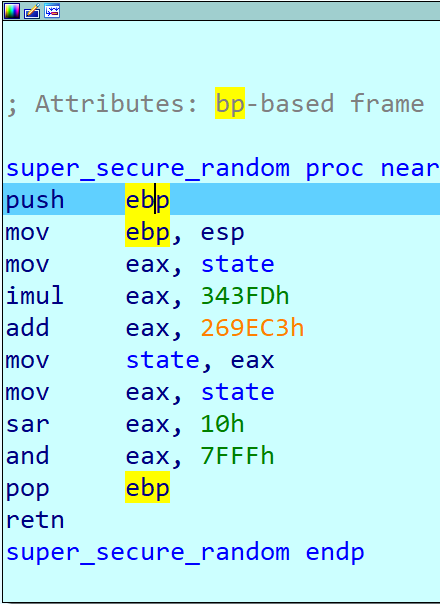 ; Attributes: bp-based frame
super_secure_random proc near
push ebp
mov ebp, esp
mov eax, state
imul eax, 343FDh
add eax, 269EC3h
mov state, eax
mov eax, state
sar eax, 10h
and eax, 7FFFh
pop ebp
retn
super_secure_random endp